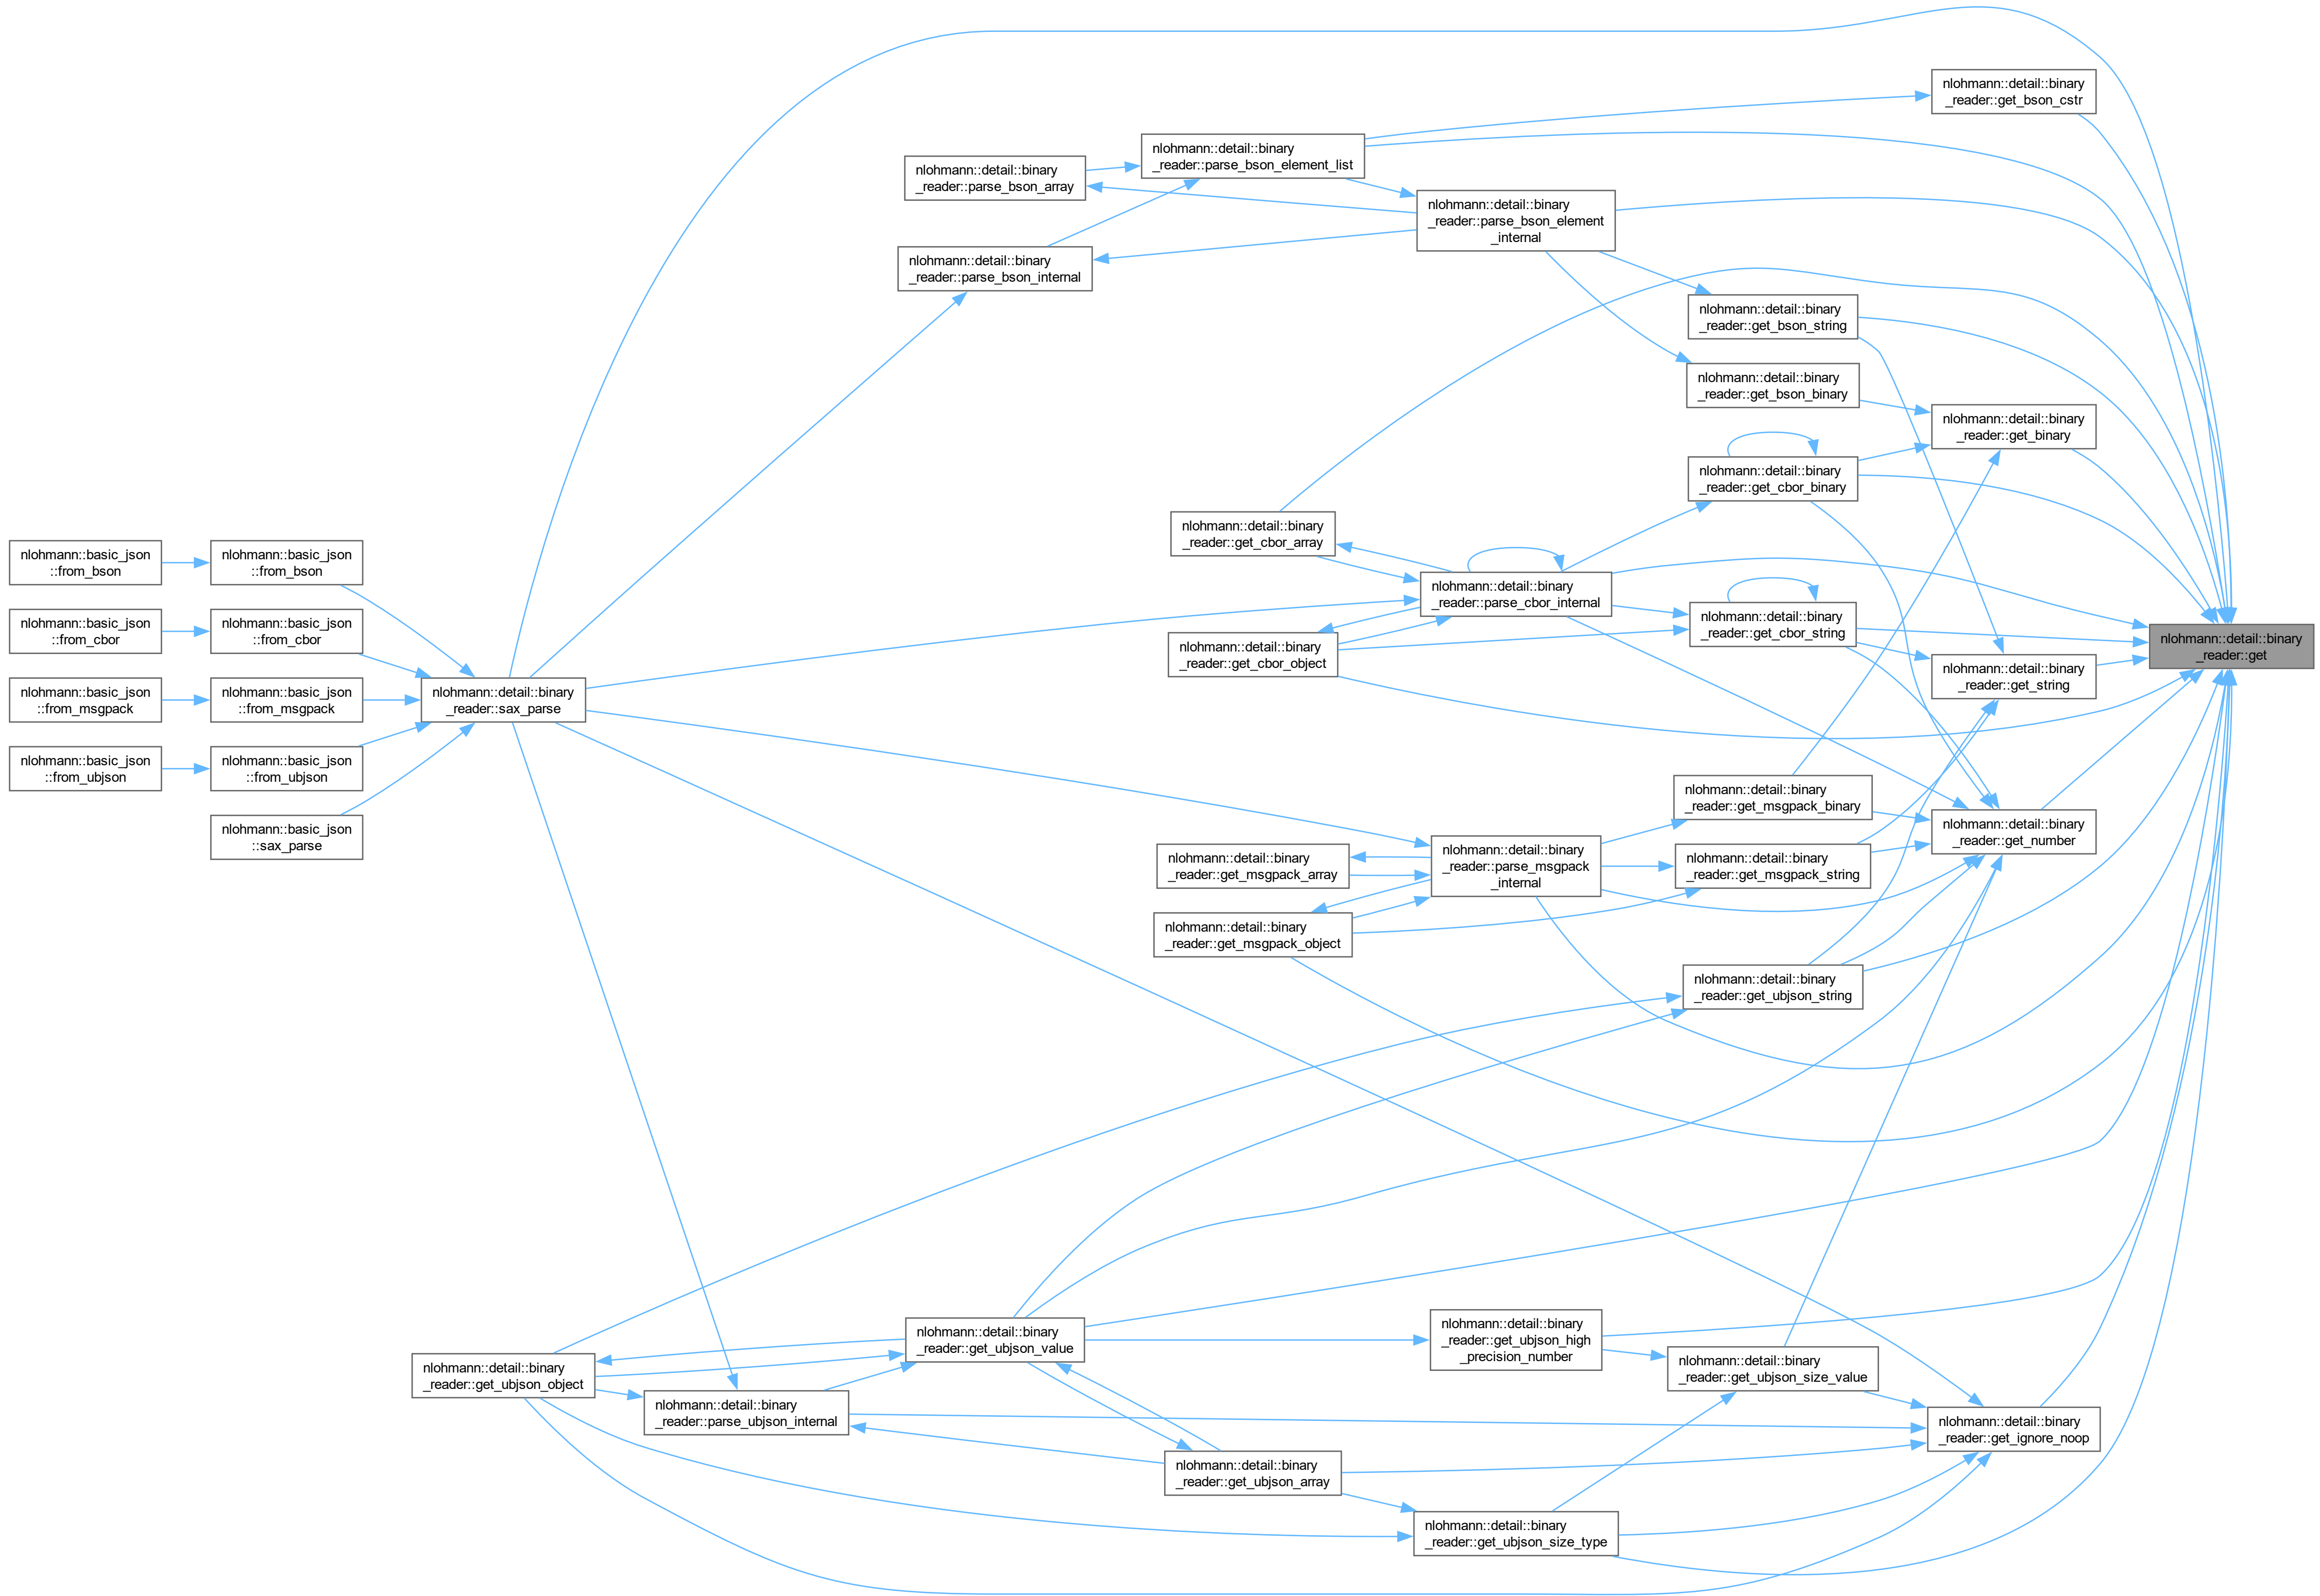 nlohmann::detail::binary
_reader::get_bson_cstr
nlohmann::detail::binary
_reader::parse_bson_element_list
nlohmann::detail::binary
_reader::parse_bson_array
nlohmann::detail::binary
_reader::parse_bson_element
_internal
nlohmann::detail::binary
_reader::parse_bson_internal
nlohmann::detail::binary
_reader::get_bson_string
nlohmann::detail::binary
_reader::get_bson_binary
nlohmann::detail::binary
_reader::get_binary
nlohmann::detail::binary
_reader::get_cbor_binary
nlohmann::detail::binary
_reader::get_cbor_array
nlohmann::basic_json
::from_bson
nlohmann::basic_json
::from_bson
nlohmann::detail::binary
_reader::parse_cbor_internal
nlohmann::detail::binary
_reader::get_cbor_string
nlohmann::basic_json
::from_cbor
nlohmann::basic_json
::from_cbor
nlohmann::detail::binary
_reader::get
nlohmann::detail::binary
_reader::get_cbor_object
nlohmann::detail::binary
_reader::get_string
nlohmann::basic_json
::from_msgpack
nlohmann::basic_json
::from_msgpack
nlohmann::detail::binary
_reader::sax_parse
nlohmann::basic_json
::from_ubjson
nlohmann::basic_json
::from_ubjson
nlohmann::detail::binary
_reader::get_msgpack_binary
nlohmann::basic_json
::sax_parse
nlohmann::detail::binary
_reader::get_number
nlohmann::detail::binary
_reader::parse_msgpack
_internal
nlohmann::detail::binary
_reader::get_msgpack_array
nlohmann::detail::binary
_reader::get_msgpack_string
nlohmann::detail::binary
_reader::get_msgpack_object
nlohmann::detail::binary
_reader::get_ubjson_string
nlohmann::detail::binary
_reader::get_ubjson_high
_precision_number
nlohmann::detail::binary
_reader::get_ubjson_value
nlohmann::detail::binary
_reader::get_ubjson_size_value
nlohmann::detail::binary
_reader::get_ubjson_object
nlohmann::detail::binary
_reader::parse_ubjson_internal
nlohmann::detail::binary
_reader::get_ignore_noop
nlohmann::detail::binary
_reader::get_ubjson_array
nlohmann::detail::binary
_reader::get_ubjson_size_type